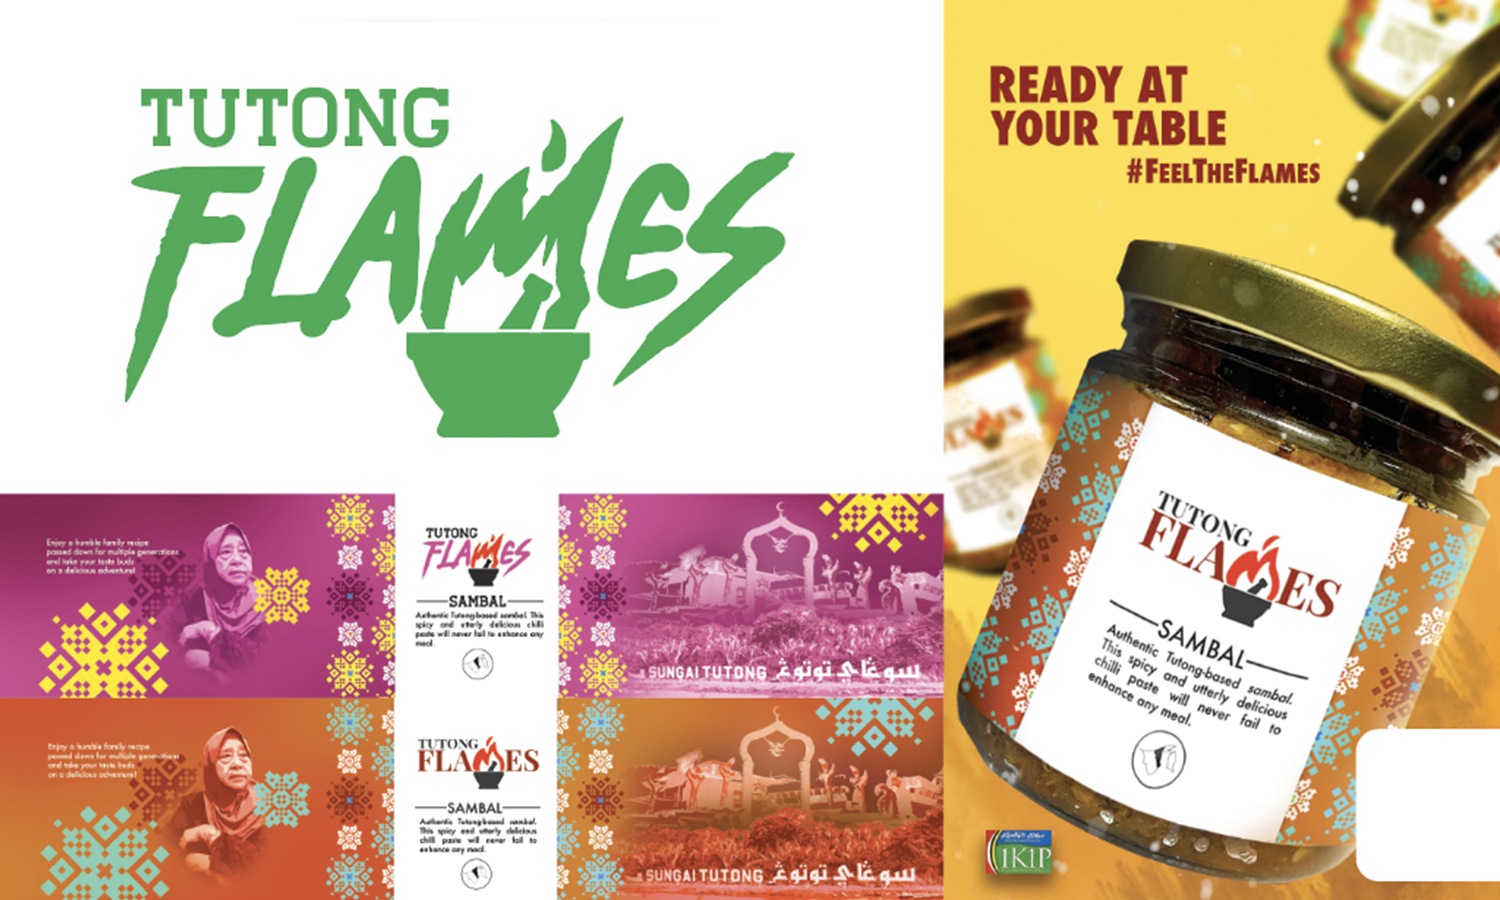 TUTONG
FLAMES
READY AT
YOUR TABLE
#FEELTHEFLAMES
Enjoy a humble family recipe
passed down for multiple generations
and take your taste buds
on a delicious adventure!
TUTONG
FLAMES
SAMBAL
Authentic Tutong-based sambal. This
spicy and utterly delicious chilli
paste will never fail to enhance any
meal.
SUNGAI TUTONG سوڠاي توتوڠ
Enjoy a humble family recipe
passed down for multiple generations
and take your taste buds
on a delicious adventure!
TUTONG
FLAMES
SAMBAL
Authentic Tutong-based sambal.
This spicy and utterly delicious
chilli paste will never fail to
enhance any meal.
SUNGAI TUTONG سوڠاي توتوڠ
TUTONG
FLAMES
SAMBAL
Authentic Tutong-based sambal.
This spicy and utterly delicious
chilli paste will never fail to
enhance any meal.
1K1P